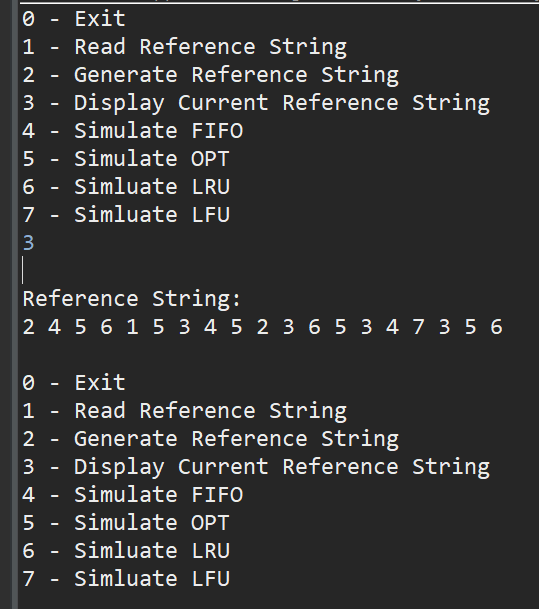 0 - Exit
1 - Read Reference String
2 - Generate Reference String
3 - Display Current Reference String
4 - Simulate FIFO
5 - Simulate OPT
6 - Simluate LRU
7 - Simluate LFU
3
Reference String:
2 4 5 6 1 5 3 4 5 2 3 6 5 3 4 7 3 5 6
0 - Exit
1 - Read Reference String
2 - Generate Reference String
3 - Display Current Reference String
4 - Simulate FIFO
5 - Simulate OPT
6 - Simluate LRU
7 - Simluate LFU